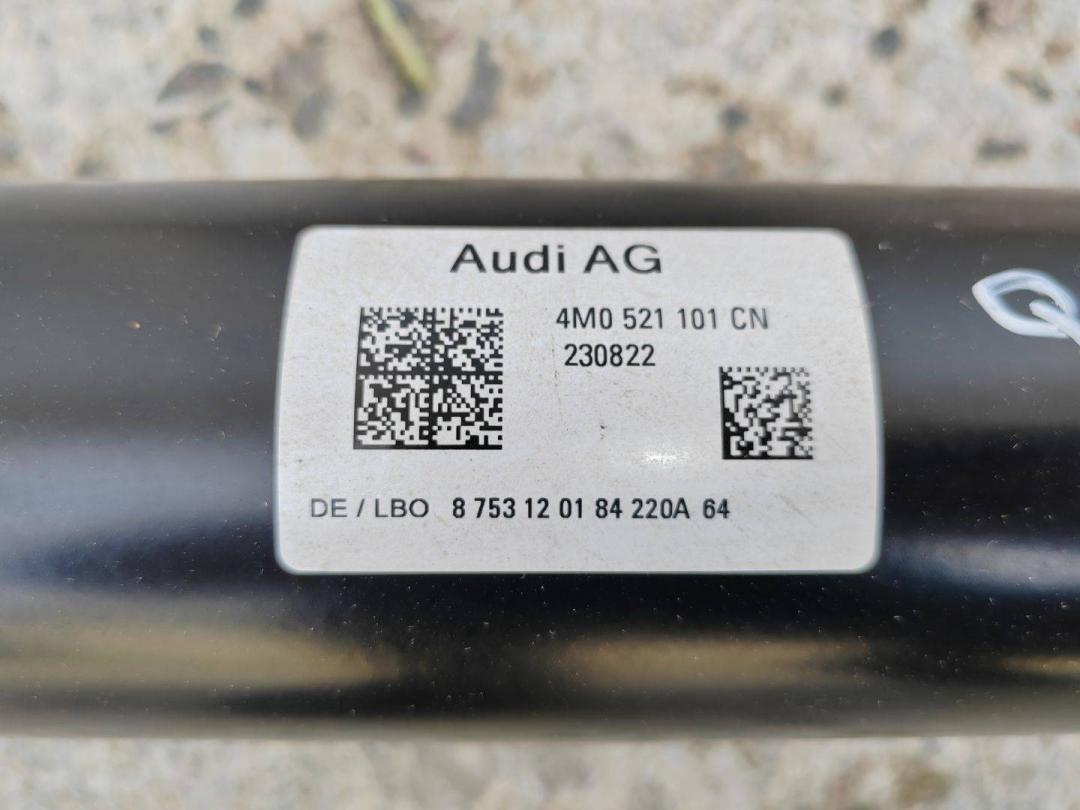 Audi AG
4M0 521 101 CN
230822
DE / LBO 8 753 12 01 84 220A 64